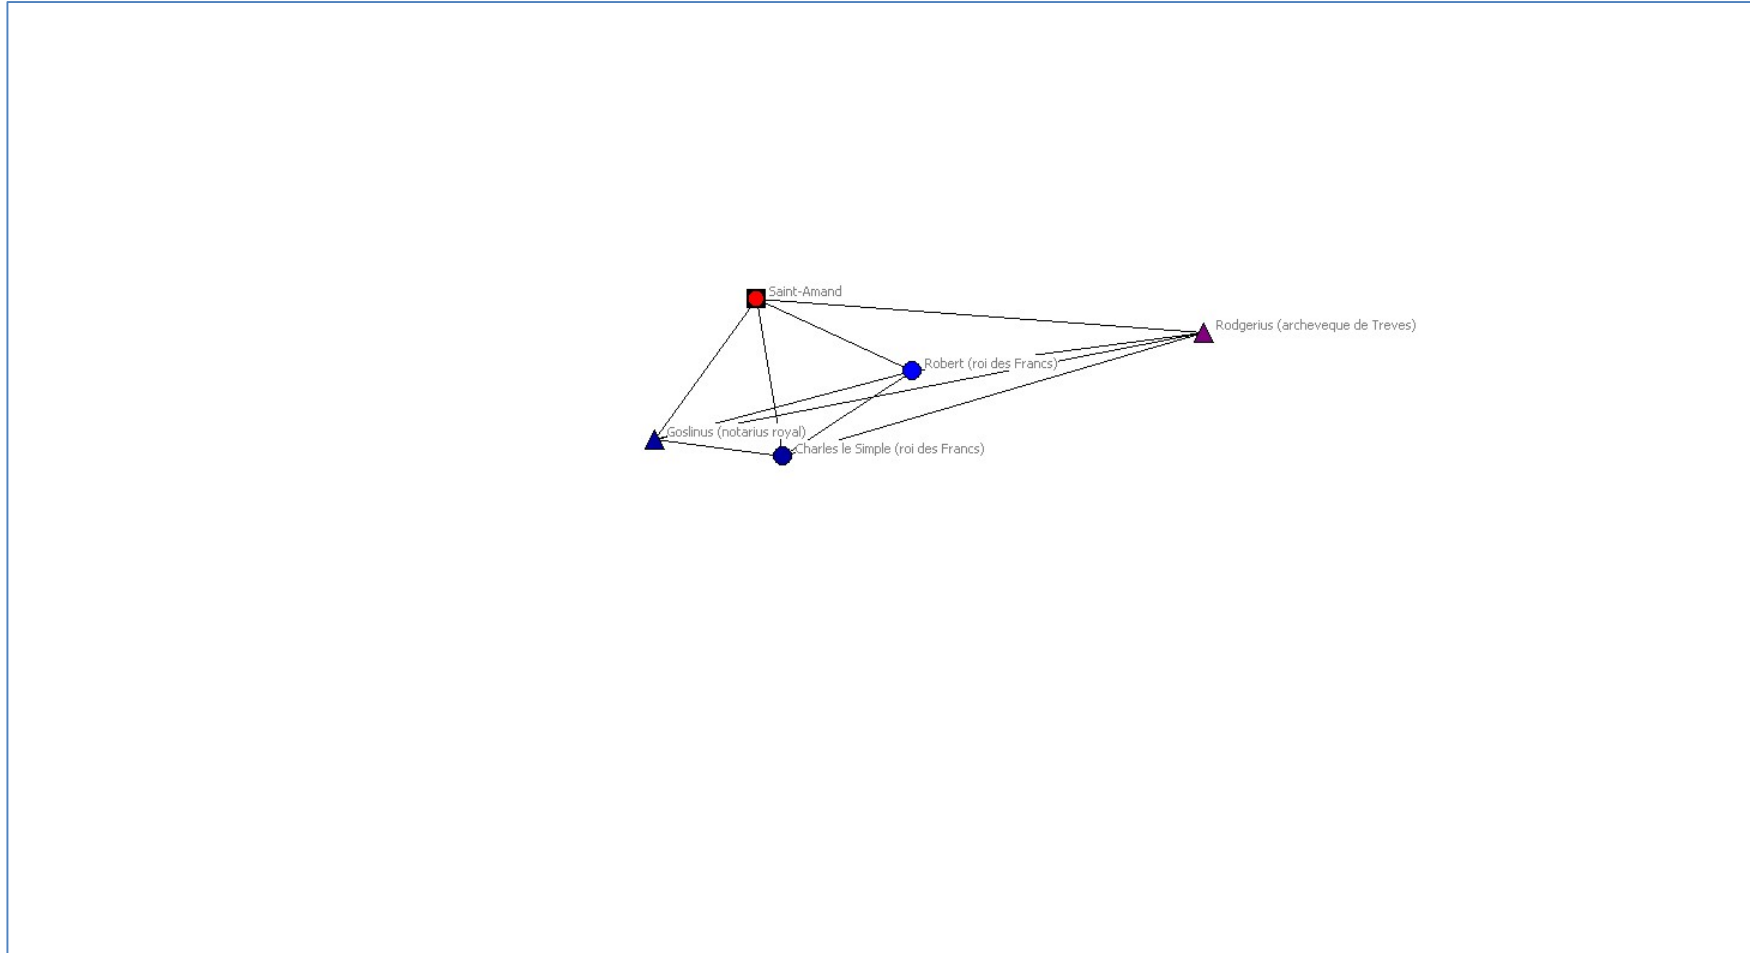 Saint-Amand
Rodgerius (archeveque de Treves)
Robert (roi des Francs)
Goslinus (notarius royal)
Charles le Simple (roi des Francs)